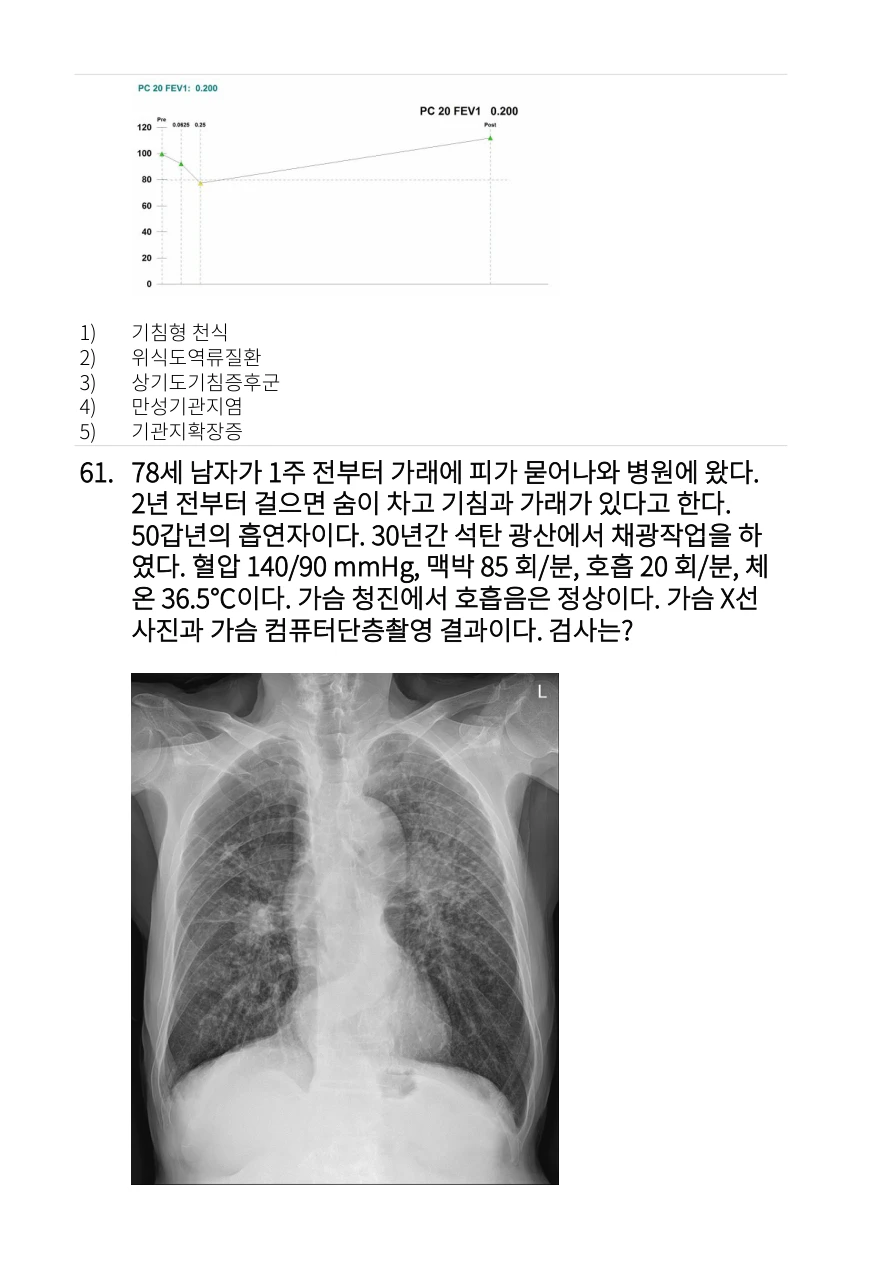 PC 20 FEV1: 0.200
PC 20 FEV1 0.200
Pre 0.0625 0.25 Post
120
100
80
60
40
20
0
1) 기침형 천식
2) 위식도역류질환
3) 상기도기침증후군
4) 만성기관지염
5) 기관지확장증
61. 78세 남자가 1주 전부터 가래에 피가 묻어나와 병원에 왔다.
2년 전부터 걸으면 숨이 차고 기침과 가래가 있다고 한다.
50갑년의 흡연자이다. 30년간 석탄 광산에서 채광작업을 하
였다. 혈압 140/90 mmHg, 맥박 85 회/분, 호흡 20 회/분, 체
온 36.5°C이다. 가슴 청진에서 호흡음은 정상이다. 가슴 X선
사진과 가슴 컴퓨터단층촬영 결과이다. 검사는?
L